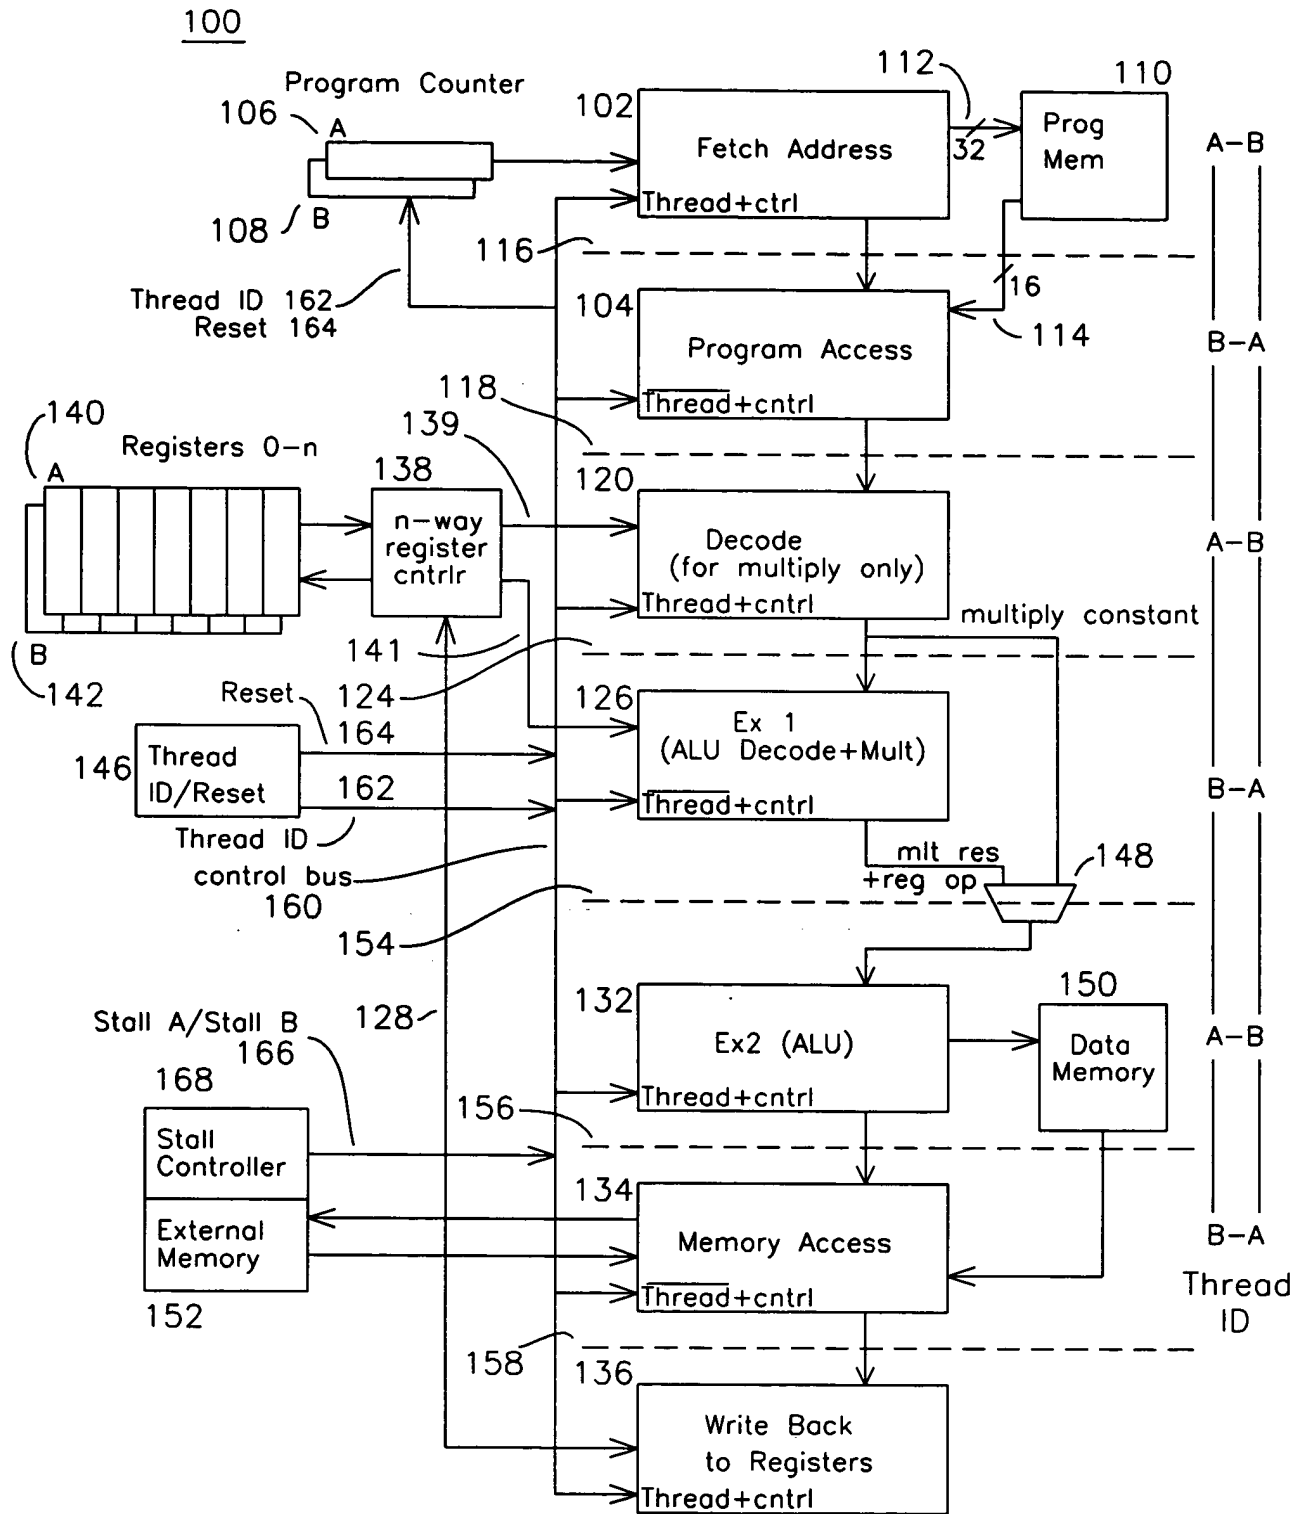 100
Program Counter
106
A
108
B
102
Fetch Address
Thread+ctrl
112
32
110
Prog
Mem
A-B
116
16
Thread ID 162
Reset 164
104
Program Access
Thread+cntrl
114
B-A
118
140
Registers 0-n
A
B
142
138
n-way
register
cntrlr
139
120
Decode
(for multiply only)
Thread+cntrl
A-B
multiply constant
141
124
Reset
164
146
Thread
ID/Reset
162
Thread ID
126
Ex 1
(ALU Decode+Mult)
Thread+cntrl
B-A
control bus
160
mlt res
+reg op
148
154
128
132
Ex2 (ALU)
Thread+cntrl
150
Data
Memory
A-B
Stall A/Stall B
166
168
Stall
Controller
External
Memory
152
156
134
Memory Access
Thread+cntrl
B-A
Thread
ID
158
136
Write Back
to Registers
Thread+cntrl